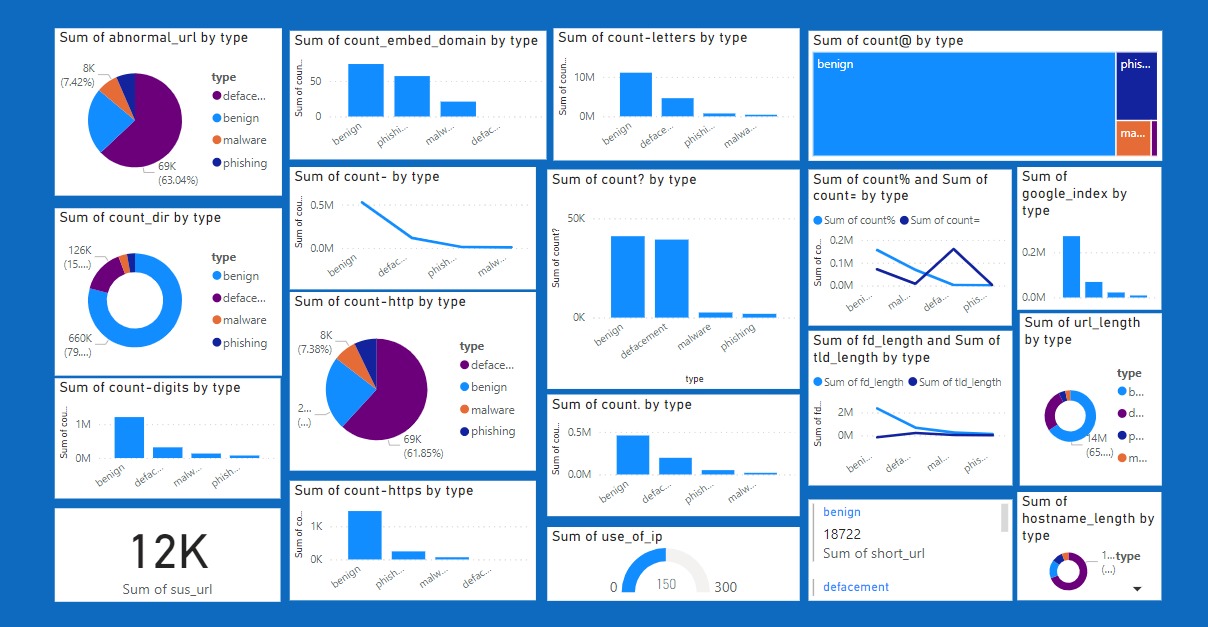 Sum of abnormal_url by type
8K
(7.42%)
69K
(63.04%)
type
deface...
benign
malware
phishing
Sum of count_embed_domain by type
Sum of coun...
50
0
benign
phishi...
malw...
defac...
Sum of count-letters by type
Sum of coun...
10M
0M
benign
deface...
phishi...
malwa...
Sum of count@ by type
benign
phis...
ma...
Sum of count_dir by type
126K
(15....)
660K
(79....)
type
benign
deface...
malware
phishing
Sum of count- by type
Sum of cou...
0.5M
0.0M
benign
defac...
phish...
malw...
Sum of count? by type
Sum of count?
50K
0K
benign
defacement
malware
phishing
type
Sum of count% and Sum of
count= by type
Sum of count%
Sum of count=
Sum of co...
0.2M
0.1M
0.0M
beni...
mal...
defa...
phis...
Sum of
google_index by
type
0.2M
0.0M
Sum of count-http by type
8K
(7.38%)
2...
(...)
69K
(61.85%)
type
deface...
benign
malware
phishing
Sum of fd_length and Sum of
tld_length by type
Sum of fd_length
Sum of tld_length
Sum of fd...
2M
0M
beni...
defa...
mal...
phis...
Sum of url_length
by type
type
b...
d...
p...
m...
14M
(65....)
Sum of count-digits by type
Sum of cou...
1M
0M
benign
defac...
malw...
phish...
Sum of count. by type
Sum of cou...
0.5M
0.0M
benign
defac...
phish...
malw...
Sum of count-https by type
Sum of co...
1K
0K
benign
phish...
malw...
defac...
12K
Sum of sus_url
Sum of use_of_ip
0
150
300
benign
18722
Sum of short_url
defacement
Sum of
hostname_length by
type
1...
(...)
type